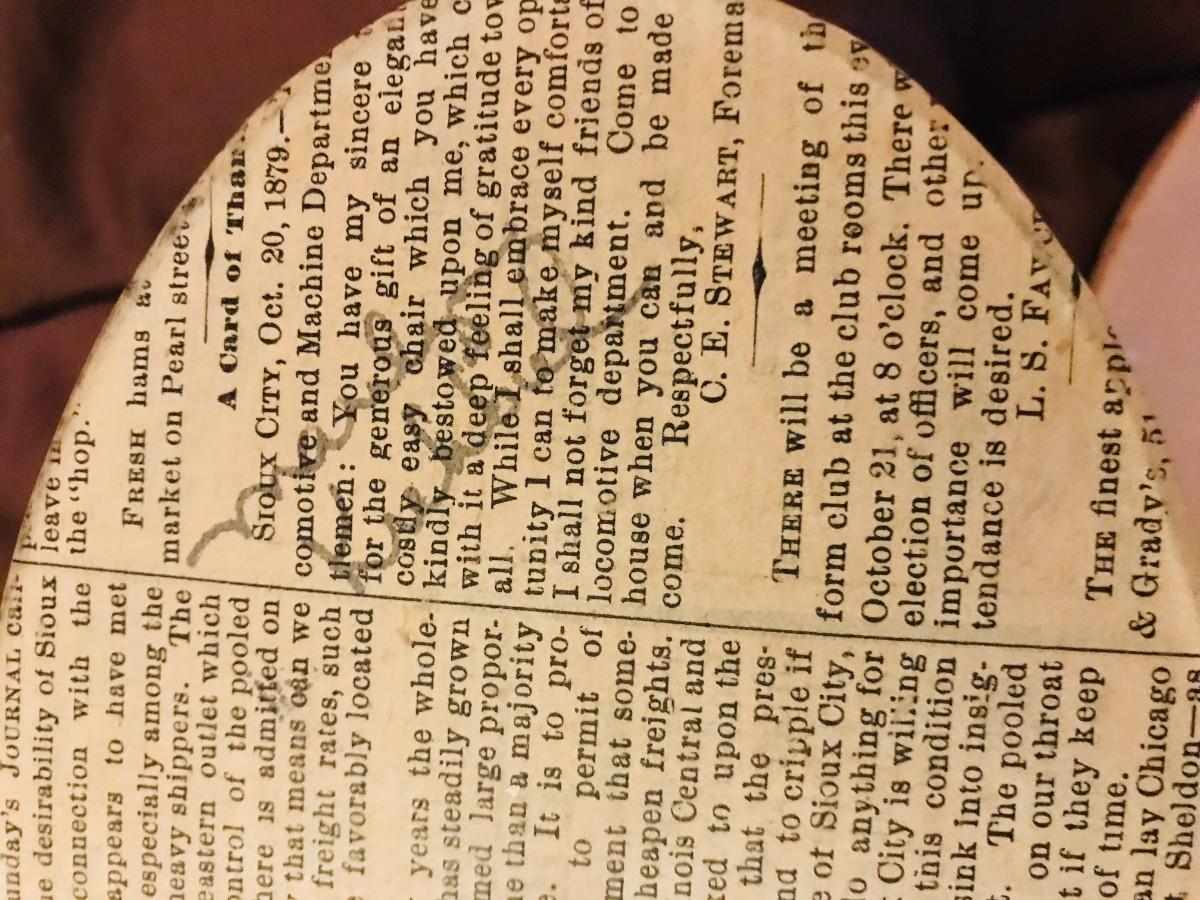 unday's JOURNAL call-
ne desirability of Sioux
connection with the
appears to have met
especially among the
heavy shippers. The
eastern outlet which
ontrol of the pooled
here is admitted on
y that means can we
freight rates, such
e favorably located
years the whole-
has steadily grown
med large propor-
e than a majority
e. It is to pro-
to permit of
ment that some-
heapen freights.
nois Central and
red to upon the
that the pres-
nd to cripple if
e of Sioux City,
lo anything for
City is willing
this condition
sink into insig-
t. The pooled
on our throat
t if they keep
of time.
an lay Chicago
Sheldon—as
leave
the "hop."
FRESH hams at
market on Pearl street
A Card of Than
SIOUX CITY, Oct. 20, 1879.—
comotive and Machine Departme
tlemen: You have my sincere
for the generous gift of an elegan
costly easy chair which you have
kindly bestowed upon me, which c
with it a deep feeling of gratitude tow
all. While I shall embrace every op
tunity I can to make myself comforta
I shall not forget my kind friends of
locomotive department. Come to
house when you can and be made
come. Respectfully,
C. E. STEWART, Forema
THERE will be a meeting of th
form club at the club rooms this ev
October 21, at 8 o'clock. There w
election of officers, and other
importance will come up
tendance is desired.
L. S. FAV
THE finest apple
& Grady's, 51